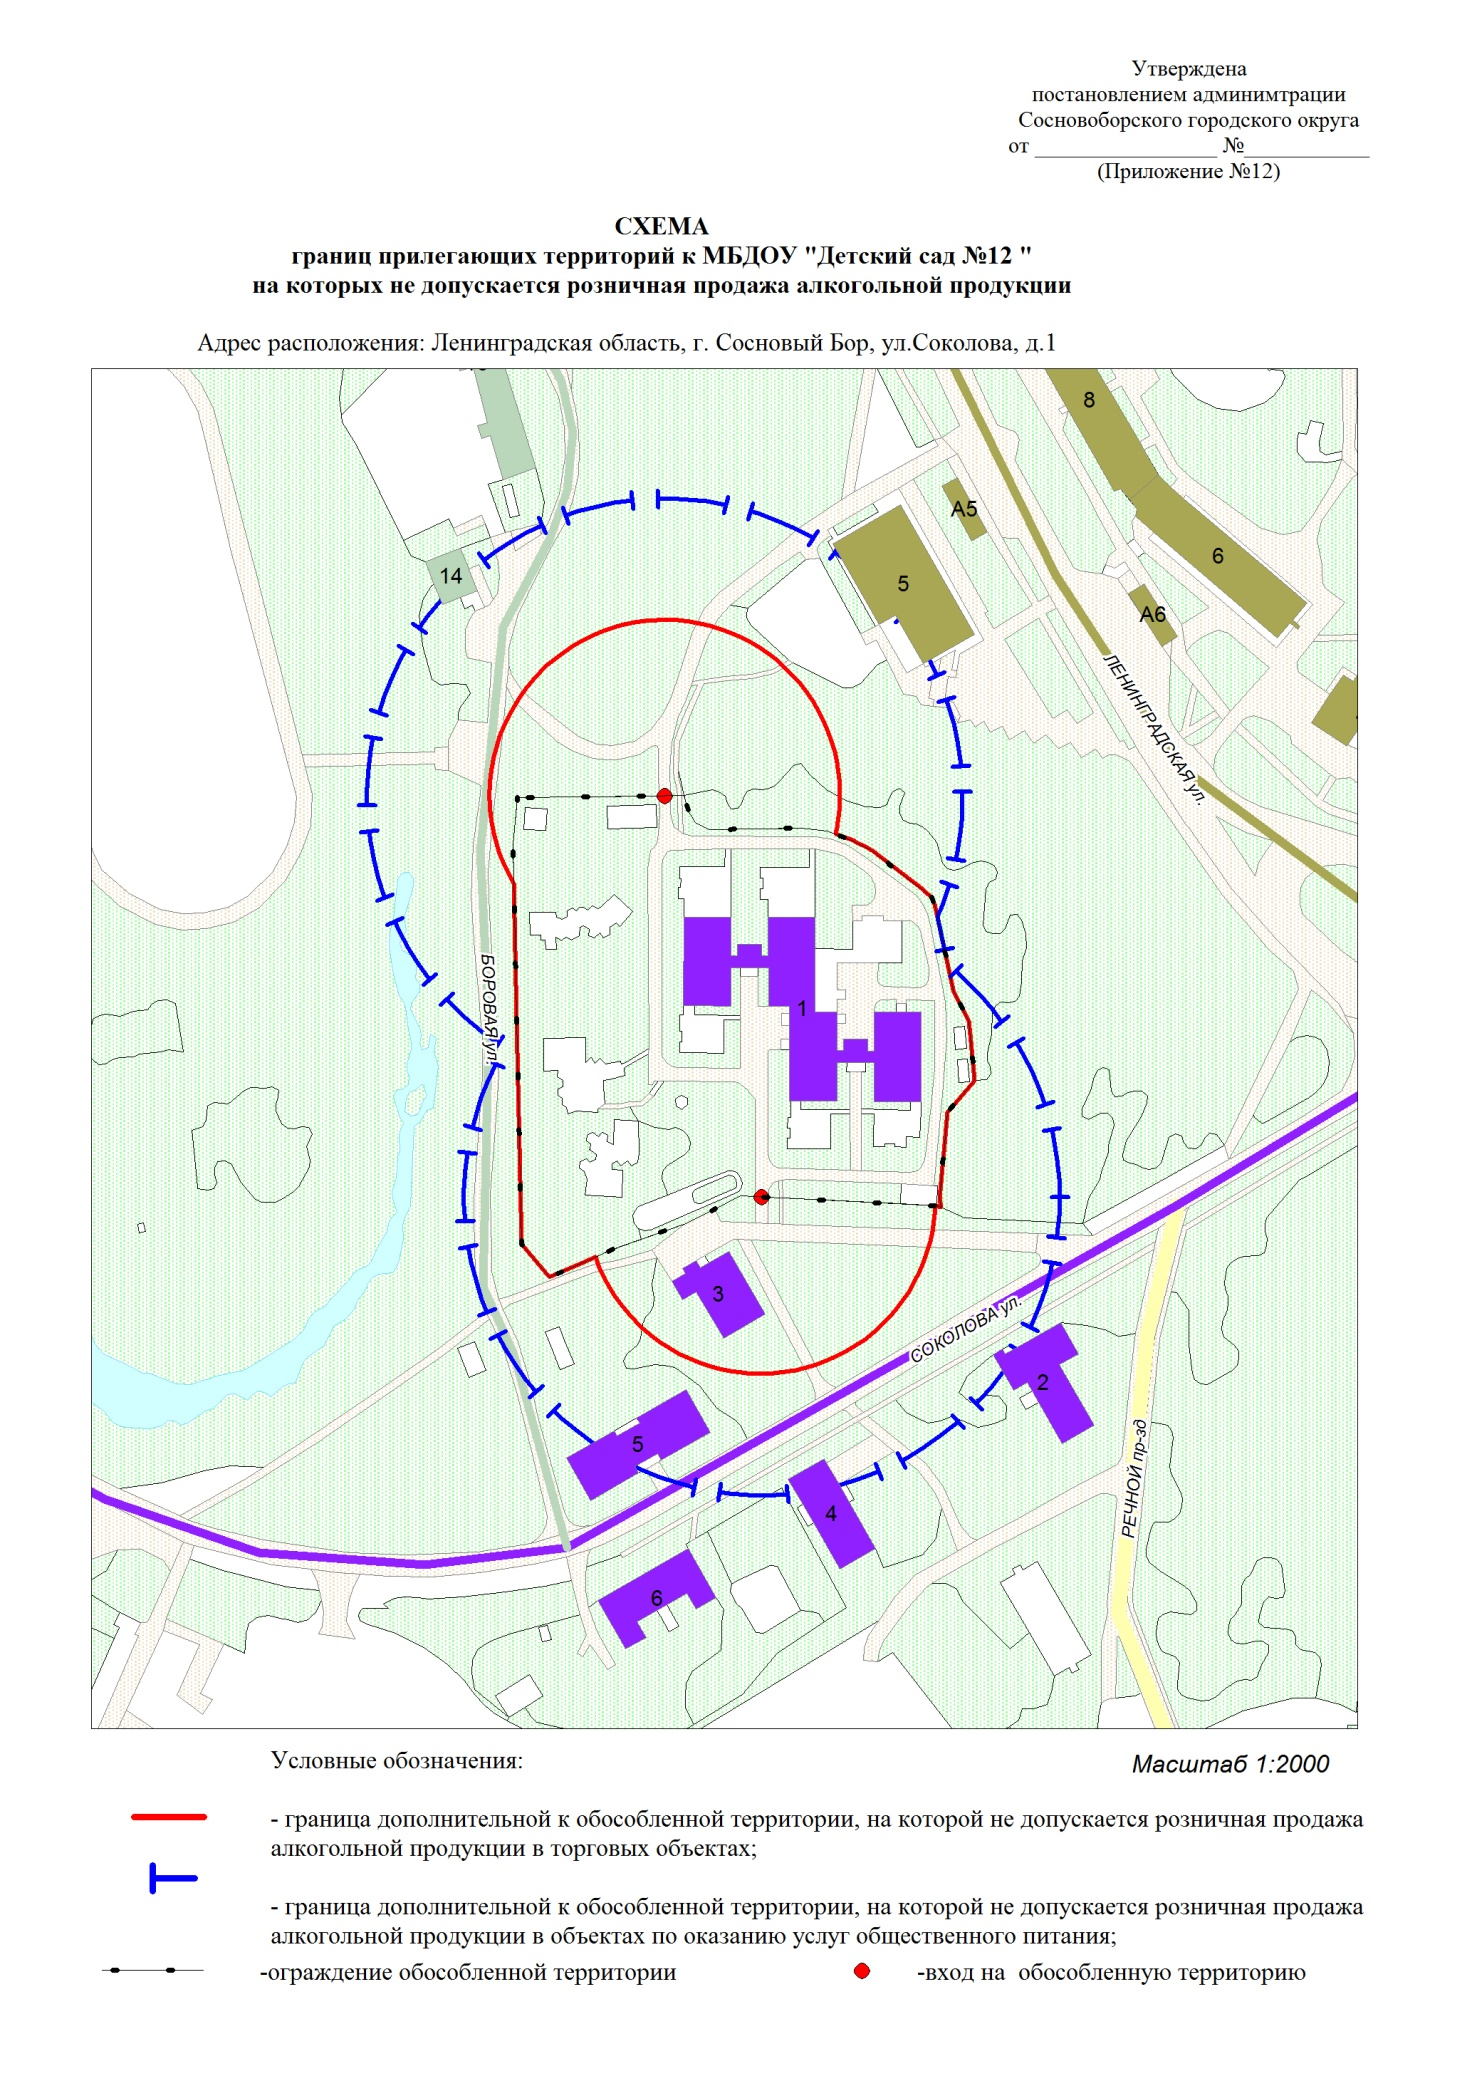 Утверждена
постановлением админимтрации
Сосновоборского городского округа
от _________________ №____________
(Приложение №12)
СХЕМА
границ прилегающих территорий к МБДОУ "Детский сад №12 "
на которых не допускается розничная продажа алкогольной продукции
Адрес расположения: Ленинградская область, г. Сосновый Бор, ул.Соколова, д.1
8
А5
6
14
5
А6
ЛЕНИНГРАДСКАЯ ул.
БОРОВАЯ ул.
1
3
СОКОЛОВА ул.
2
5
РЕЧНОЙ пр-зд
4
6
Условные обозначения:
Масштаб 1:2000
- граница дополнительной к обособленной территории, на которой не допускается розничная продажа
алкогольной продукции в торговых объектах;
- граница дополнительной к обособленной территории, на которой не допускается розничная продажа
алкогольной продукции в объектах по оказанию услуг общественного питания;
-ограждение обособленной территории
-вход на  обособленную территорию